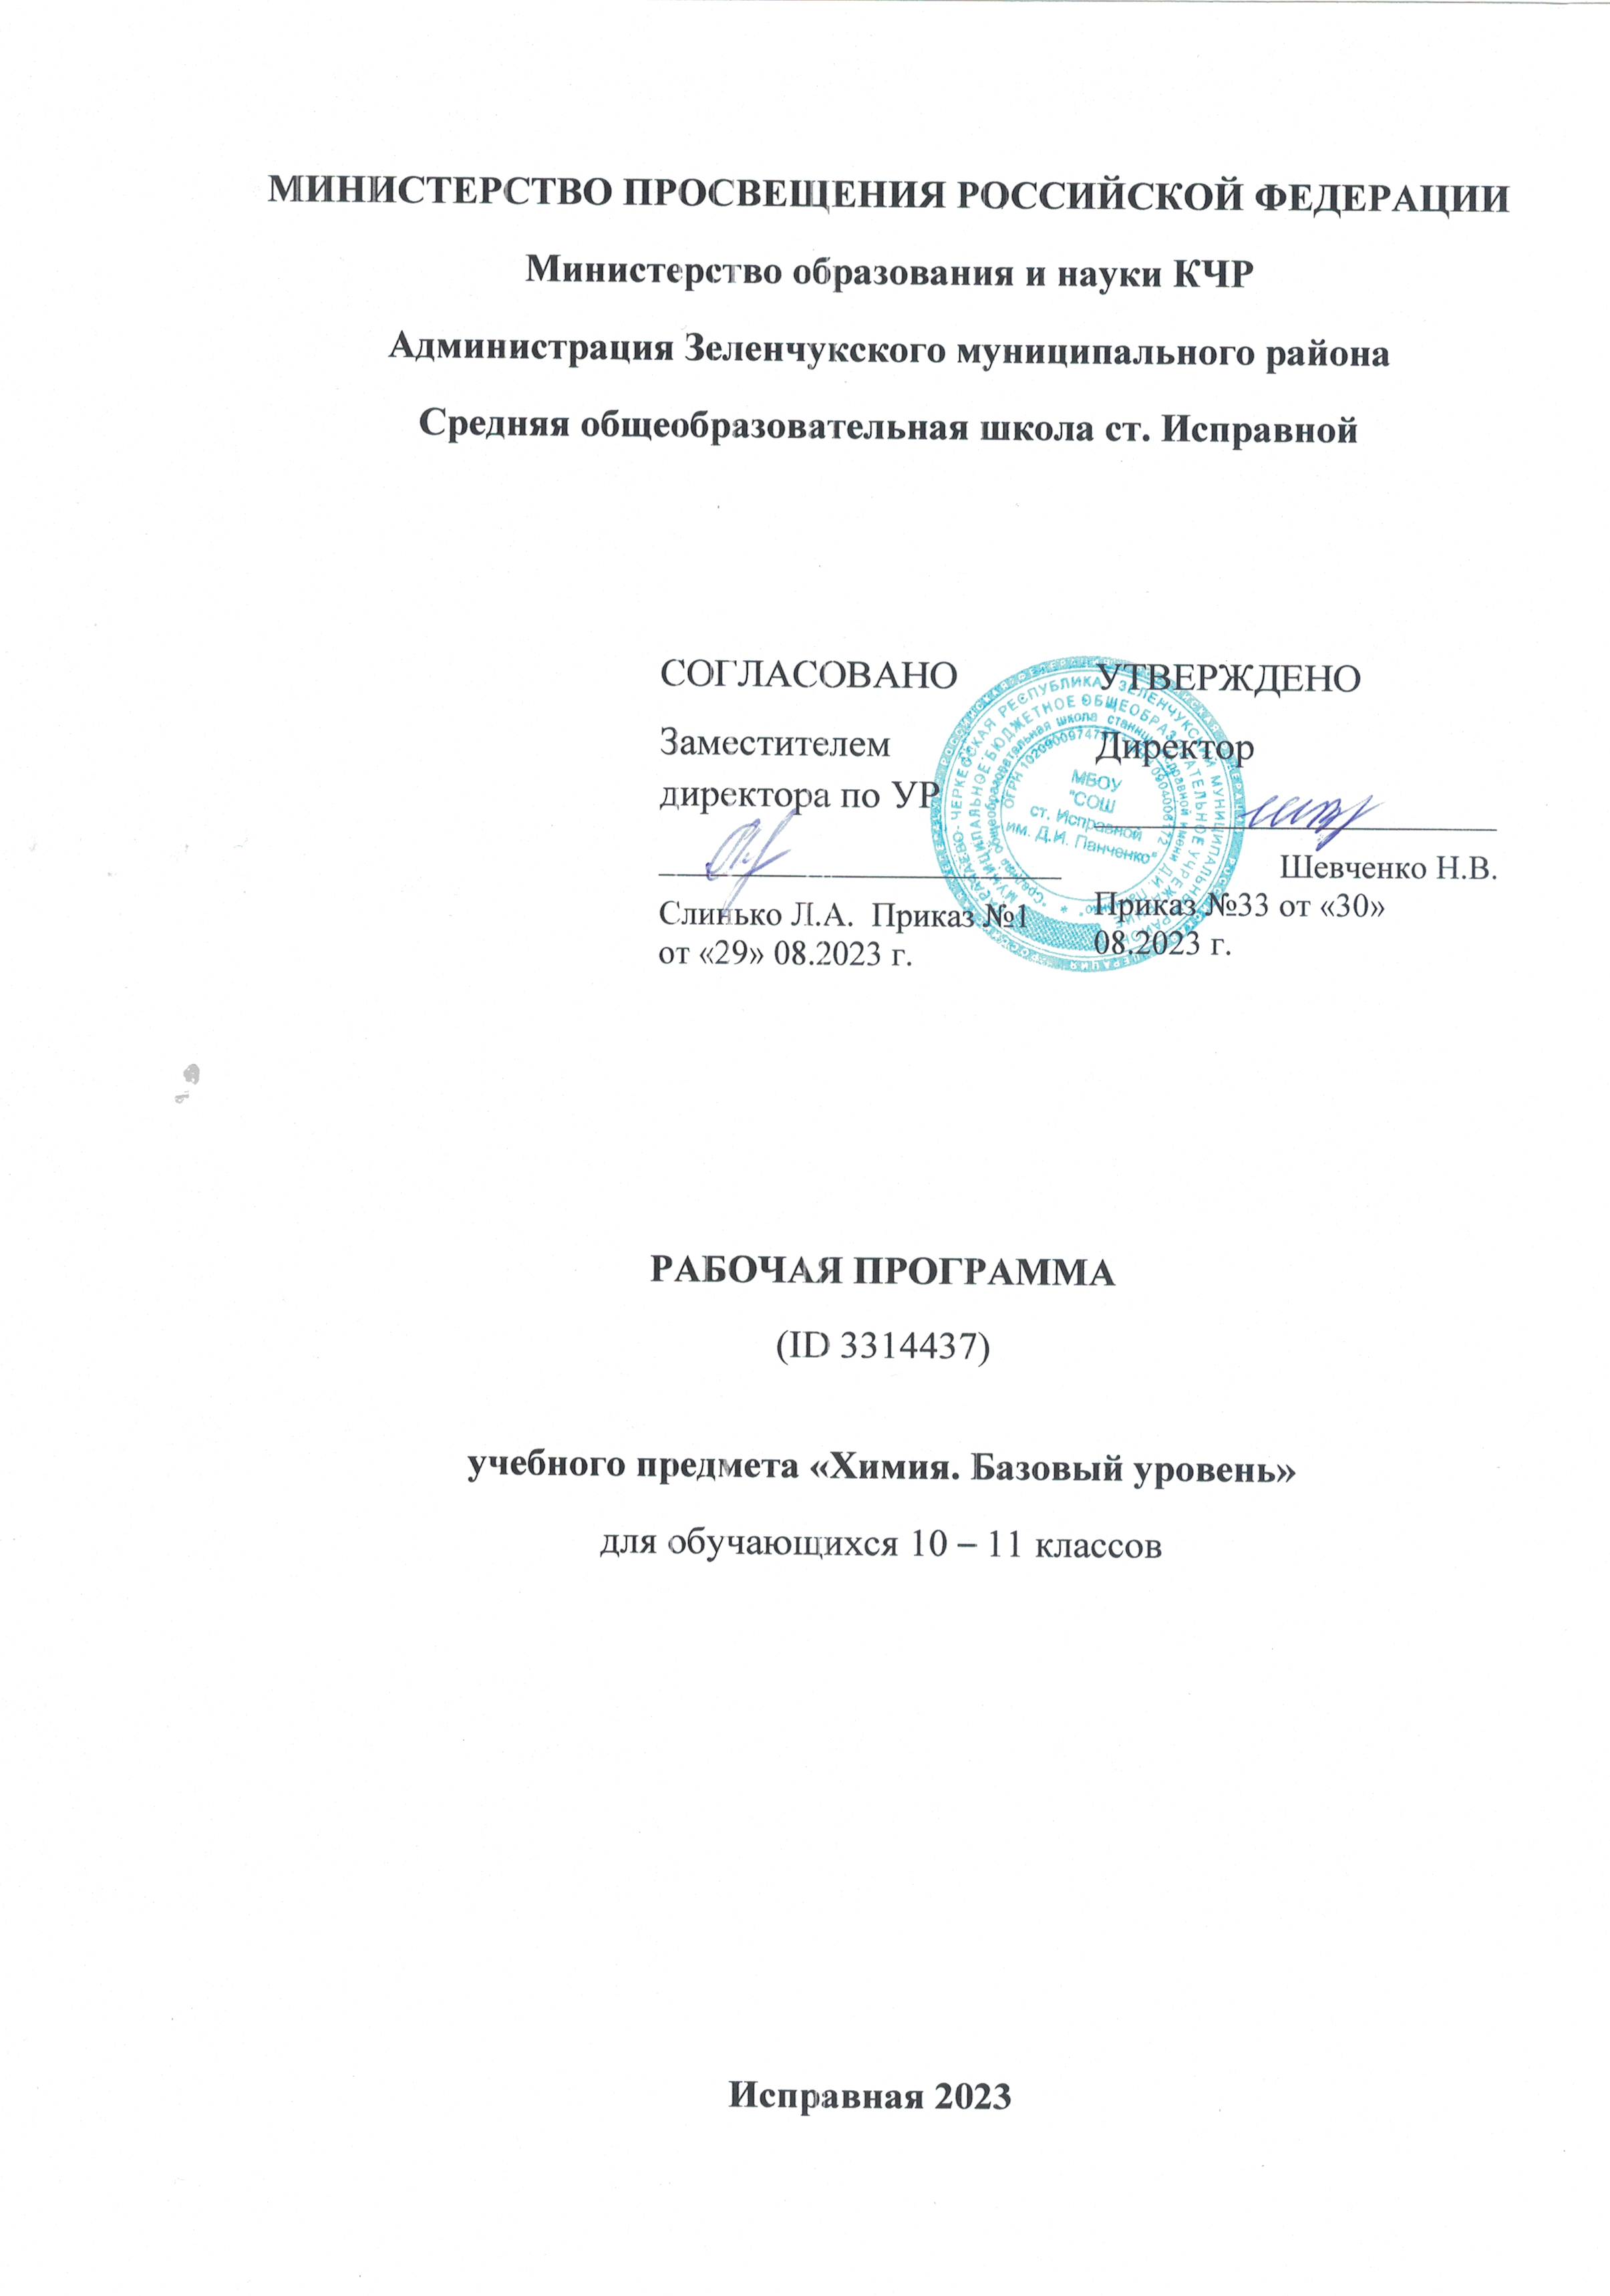 МИНИСТЕРСТВО ПРОСВЕЩЕНИЯ РОССИЙСКОЙ ФЕДЕРАЦИИ
Министерство образования и науки КЧР
Администрация Зеленчукского муниципального района
Средняя общеобразовательная школа ст. Исправной
СОГЛАСОВАНО
Заместителем
директора по УР
Слинько Л.А. Приказ №1
от «29» 08.2023 г.
УТВЕРЖДЕНО
Директор
Шевченко Н.В.
Приказ №33 от «30»
08.2023 г.
МБОУ
"СОШ
ст. Исправной
им. Д.И. Панченко"
РАБОЧАЯ ПРОГРАММА
(ID 3314437)
учебного предмета «Химия. Базовый уровень»
для обучающихся 10 – 11 классов
Исправная 2023